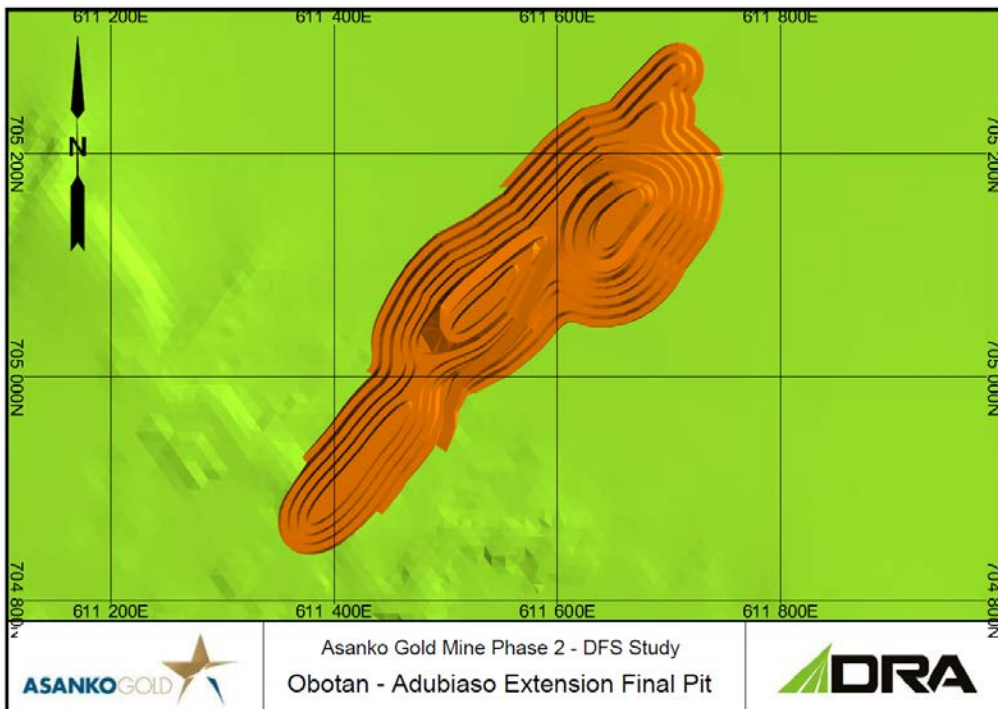 611 200E 611 400E 611 600E 611 800E
N
705 200N 705 200N
705 000N 705 000N
704 800N 704 800N
611 200E 611 400E 611 600E 611 800E
ASANKOGOLD
Asanko Gold Mine Phase 2 - DFS Study
Obotan - Adubiaso Extension Final Pit
DRA